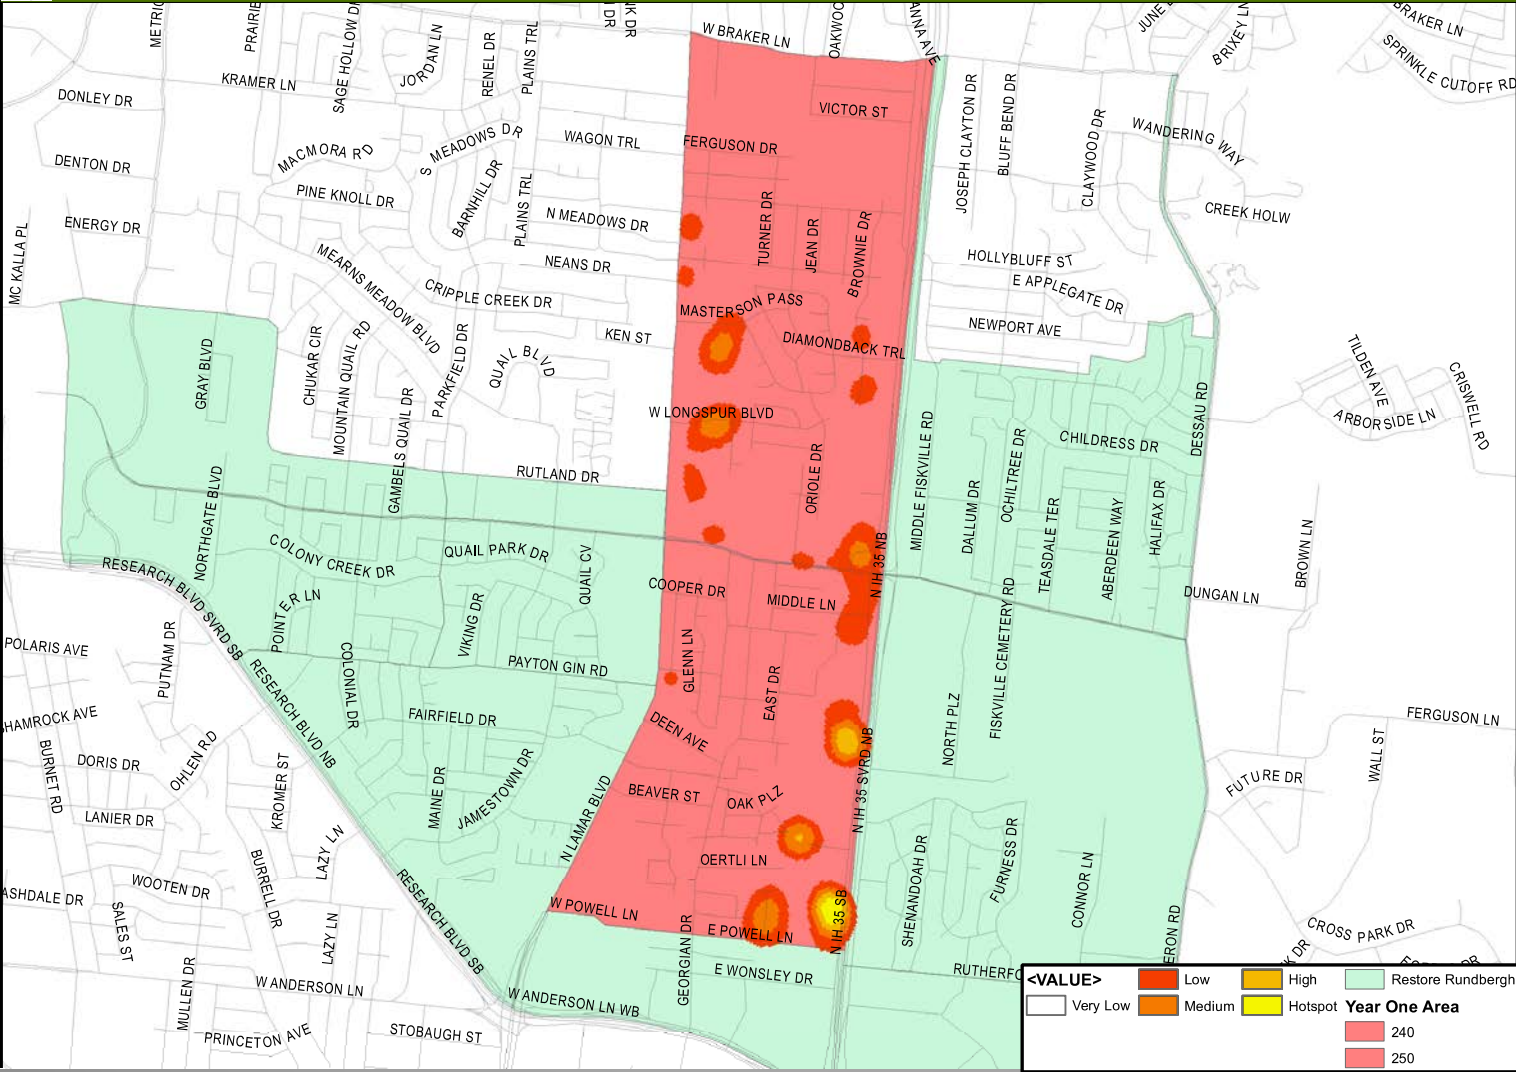 METRIC
PRAIRIE
SAGE HOLLOW DR
JORDAN LN
RENEL DR
PLAINS TRL
W BRAKER LN
OAKWOOD
ANNA AVE
BRIXEY LN
BRAKER LN
SPRINKLE CUTOFF RD
KRAMER LN
DONLEY DR
VICTOR ST
JOSEPH CLAYTON DR
BLUFF BEND DR
CLAYWOOD DR
WANDERING WAY
DENTON DR
MACMORA RD
S MEADOWS DR
WAGON TRL
FERGUSON DR
PINE KNOLL DR
BARNHILL DR
PLAINS TRL
N MEADOWS DR
TURNER DR
JEAN DR
BROWNIE DR
CREEK HOLW
ENERGY DR
MC KALLA PL
MEARNS MEADOW BLVD
NEANS DR
HOLLYBLUFF ST
E APPLEGATE DR
CRIPPLE CREEK DR
MASTERSON PASS
NEWPORT AVE
KEN ST
DIAMONDBACK TRL
GRAY BLVD
CHUKAR CIR
MOUNTAIN QUAIL RD
PARKFIELD DR
QUAIL BLVD
TILDEN AVE
CRISWELL RD
ARBORSIDE LN
DESSAU RD
GAMBELS QUAIL DR
W LONGSPUR BLVD
MIDDLE FISKVILLE RD
OCHILTREE DR
CHILDRESS DR
RUTLAND DR
ORIOLE DR
NORTHGATE BLVD
DALLUM DR
TEASDALE TER
ABERDEEN WAY
HALIFAX DR
BROWN LN
COLONY CREEK DR
QUAIL PARK DR
QUAIL CV
N IH 35 NB
RESEARCH BLVD SVRD SB
POINTER LN
COOPER DR
MIDDLE LN
FISKVILLE CEMETERY RD
DUNGAN LN
POLARIS AVE
PUTNAM DR
COLONIAL DR
VIKING DR
PAYTON GIN RD
GLENN LN
EAST DR
NORTH PLZ
RESEARCH BLVD NB
FAIRFIELD DR
DEEN AVE
FERGUSON LN
SHAMROCK AVE
BURNET RD
DORIS DR
OHLEN RD
KROMER ST
MAINE DR
JAMESTOWN DR
N LAMAR BLVD
BEAVER ST
OAK PLZ
N IH 35 SVRD NB
FUTURE DR
WALL ST
LANIER DR
LAZY LN
OERTLI LN
SHENANDOAH DR
FURNESS DR
CONNOR LN
ASHDALE DR
WOOTEN DR
BURRELL DR
RESEARCH BLVD SB
W POWELL LN
E POWELL LN
N IH 35 SB
CROSS PARK DR
SALES ST
LAZY LN
GEORGIAN DR
E WONSLEY DR
RUTHERFO
ERON RD
MULLEN DR
W ANDERSON LN
W ANDERSON LN WB
PRINCETON AVE
STOBAUGH ST
<VALUE>
Low
High
Restore Rundbergh
Very Low
Medium
Hotspot
Year One Area
240
250